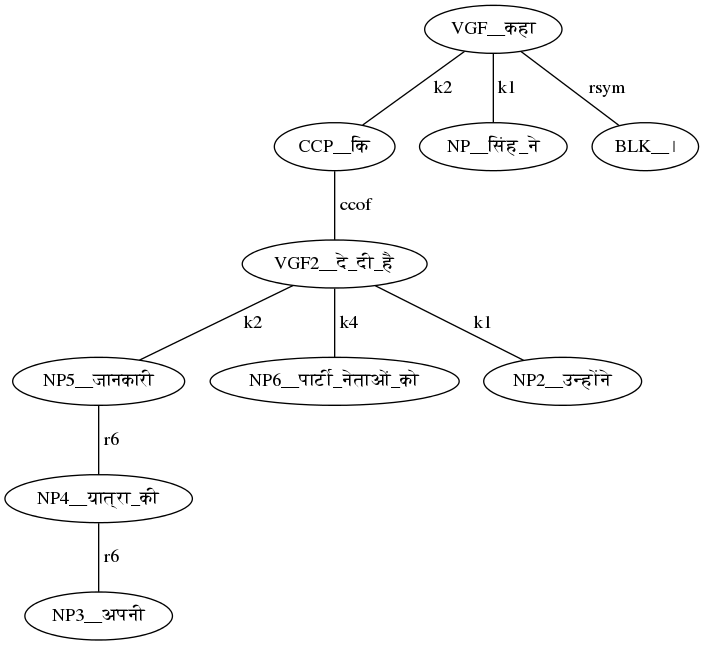 VGF__कहा
k2 k1 rsym
CCP__कि NP__सिंह_ने BLK__।
ccof
VGF2__दे_दी_है
k2 k4 k1
NP5__जानकारी NP6__पार्टी_नेताओं_को NP2__उन्होंने
r6
NP4__यात्रा_की
r6
NP3__अपनी